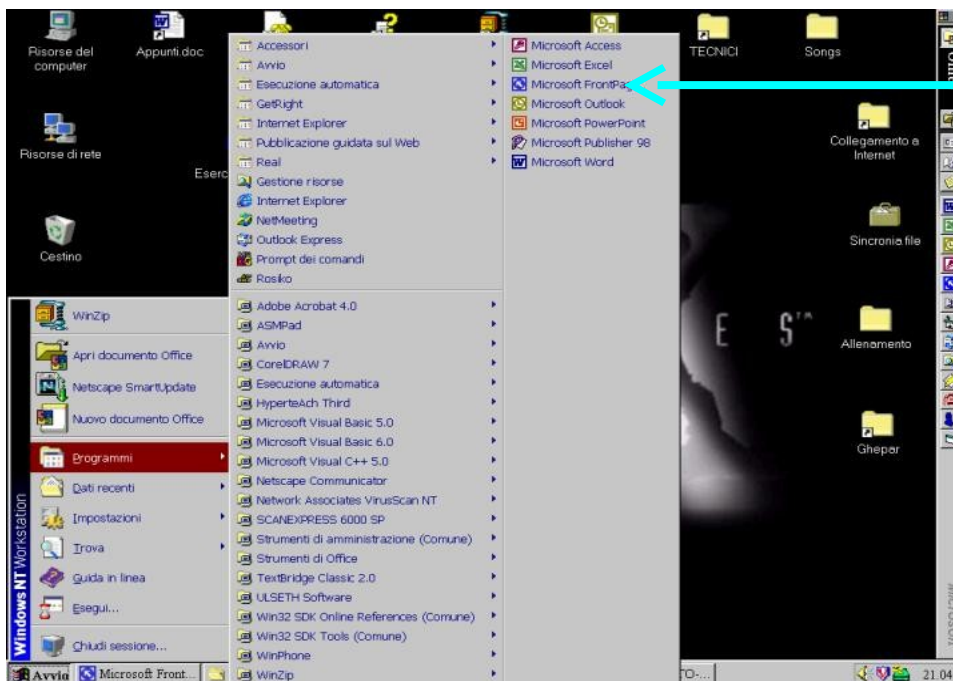 Risorse del computer
Appunti.doc
TECNICI
Songs
Risorse di rete
Eserc
Cestino
Collegamento a Internet
Sincronia file
Allenamento
Ghepar
E S™
Accessori
Avvio
Esecuzione automatica
GetRight
Internet Explorer
Pubblicazione guidata sul Web
Real
Gestione risorse
Internet Explorer
NetMeeting
Outlook Express
Prompt dei comandi
Rosiko
Adobe Acrobat 4.0
ASMPad
Avvio
CorelDRAW 7
Esecuzione automatica
HyperteAch Third
Microsoft Visual Basic 5.0
Microsoft Visual Basic 6.0
Microsoft Visual C++ 5.0
Netscape Communicator
Network Associates VirusScan NT
SCANEXPRESS 6000 SP
Strumenti di amministrazione (Comune)
Strumenti di Office
TextBridge Classic 2.0
ULSETH Software
Win32 SDK Online References (Comune)
Win32 SDK Tools (Comune)
WinPhone
WinZip
Microsoft Access
Microsoft Excel
Microsoft FrontPag
Microsoft Outlook
Microsoft PowerPoint
Microsoft Publisher 98
Microsoft Word
WinZip
Apri documento Office
Netscape SmartUpdate
Nuovo documento Office
Programmi
Dati recenti
Impostazioni
Trova
Guida in linea
Esegui...
Chiudi sessione...
Windows NT Workstation
Avvio
Microsoft Front...
TO-...
21.04